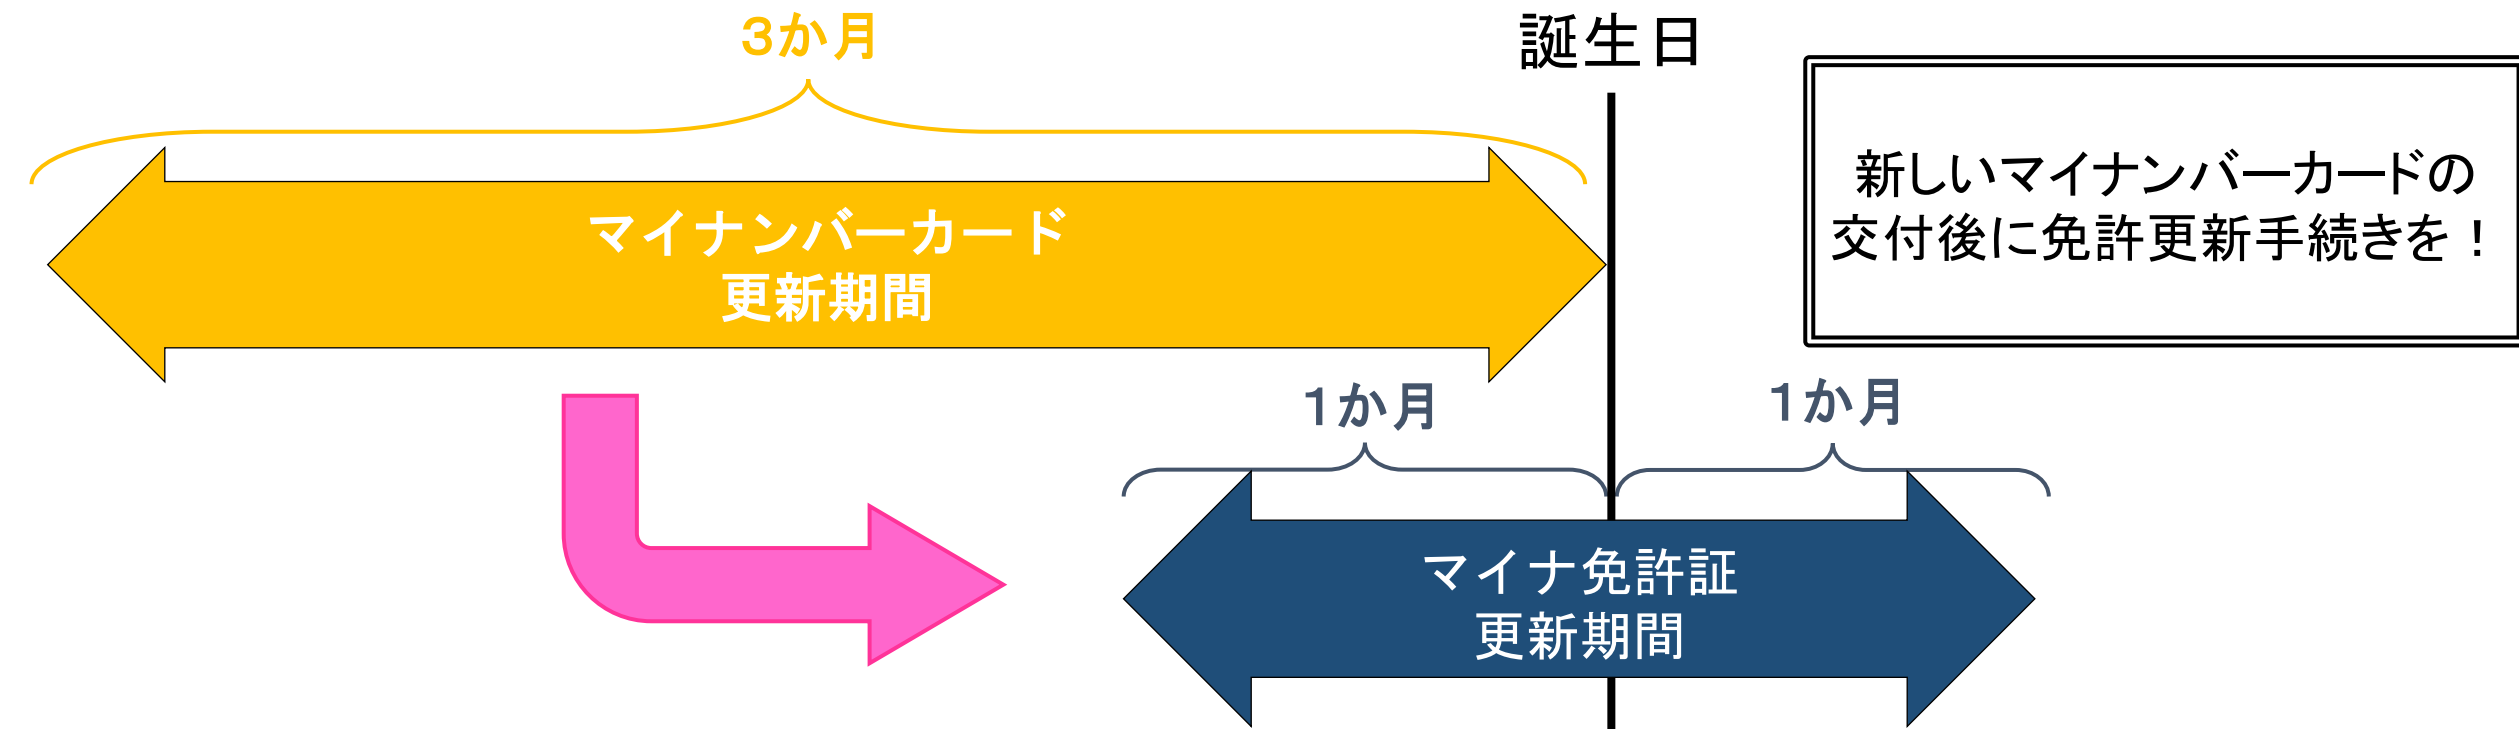 3か月
誕生日
新しいマイナンバーカードの
交付後に免許更新手続きを！
マイナンバーカード
更新期間
1か月
1か月
マイナ免許証
更新期間